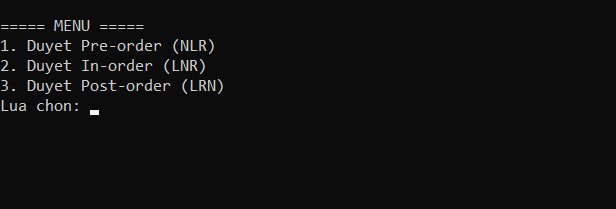 ===== MENU =====
1. Duyet Pre-order (NLR)
2. Duyet In-order (LNR)
3. Duyet Post-order (LRN)
Lua chon: